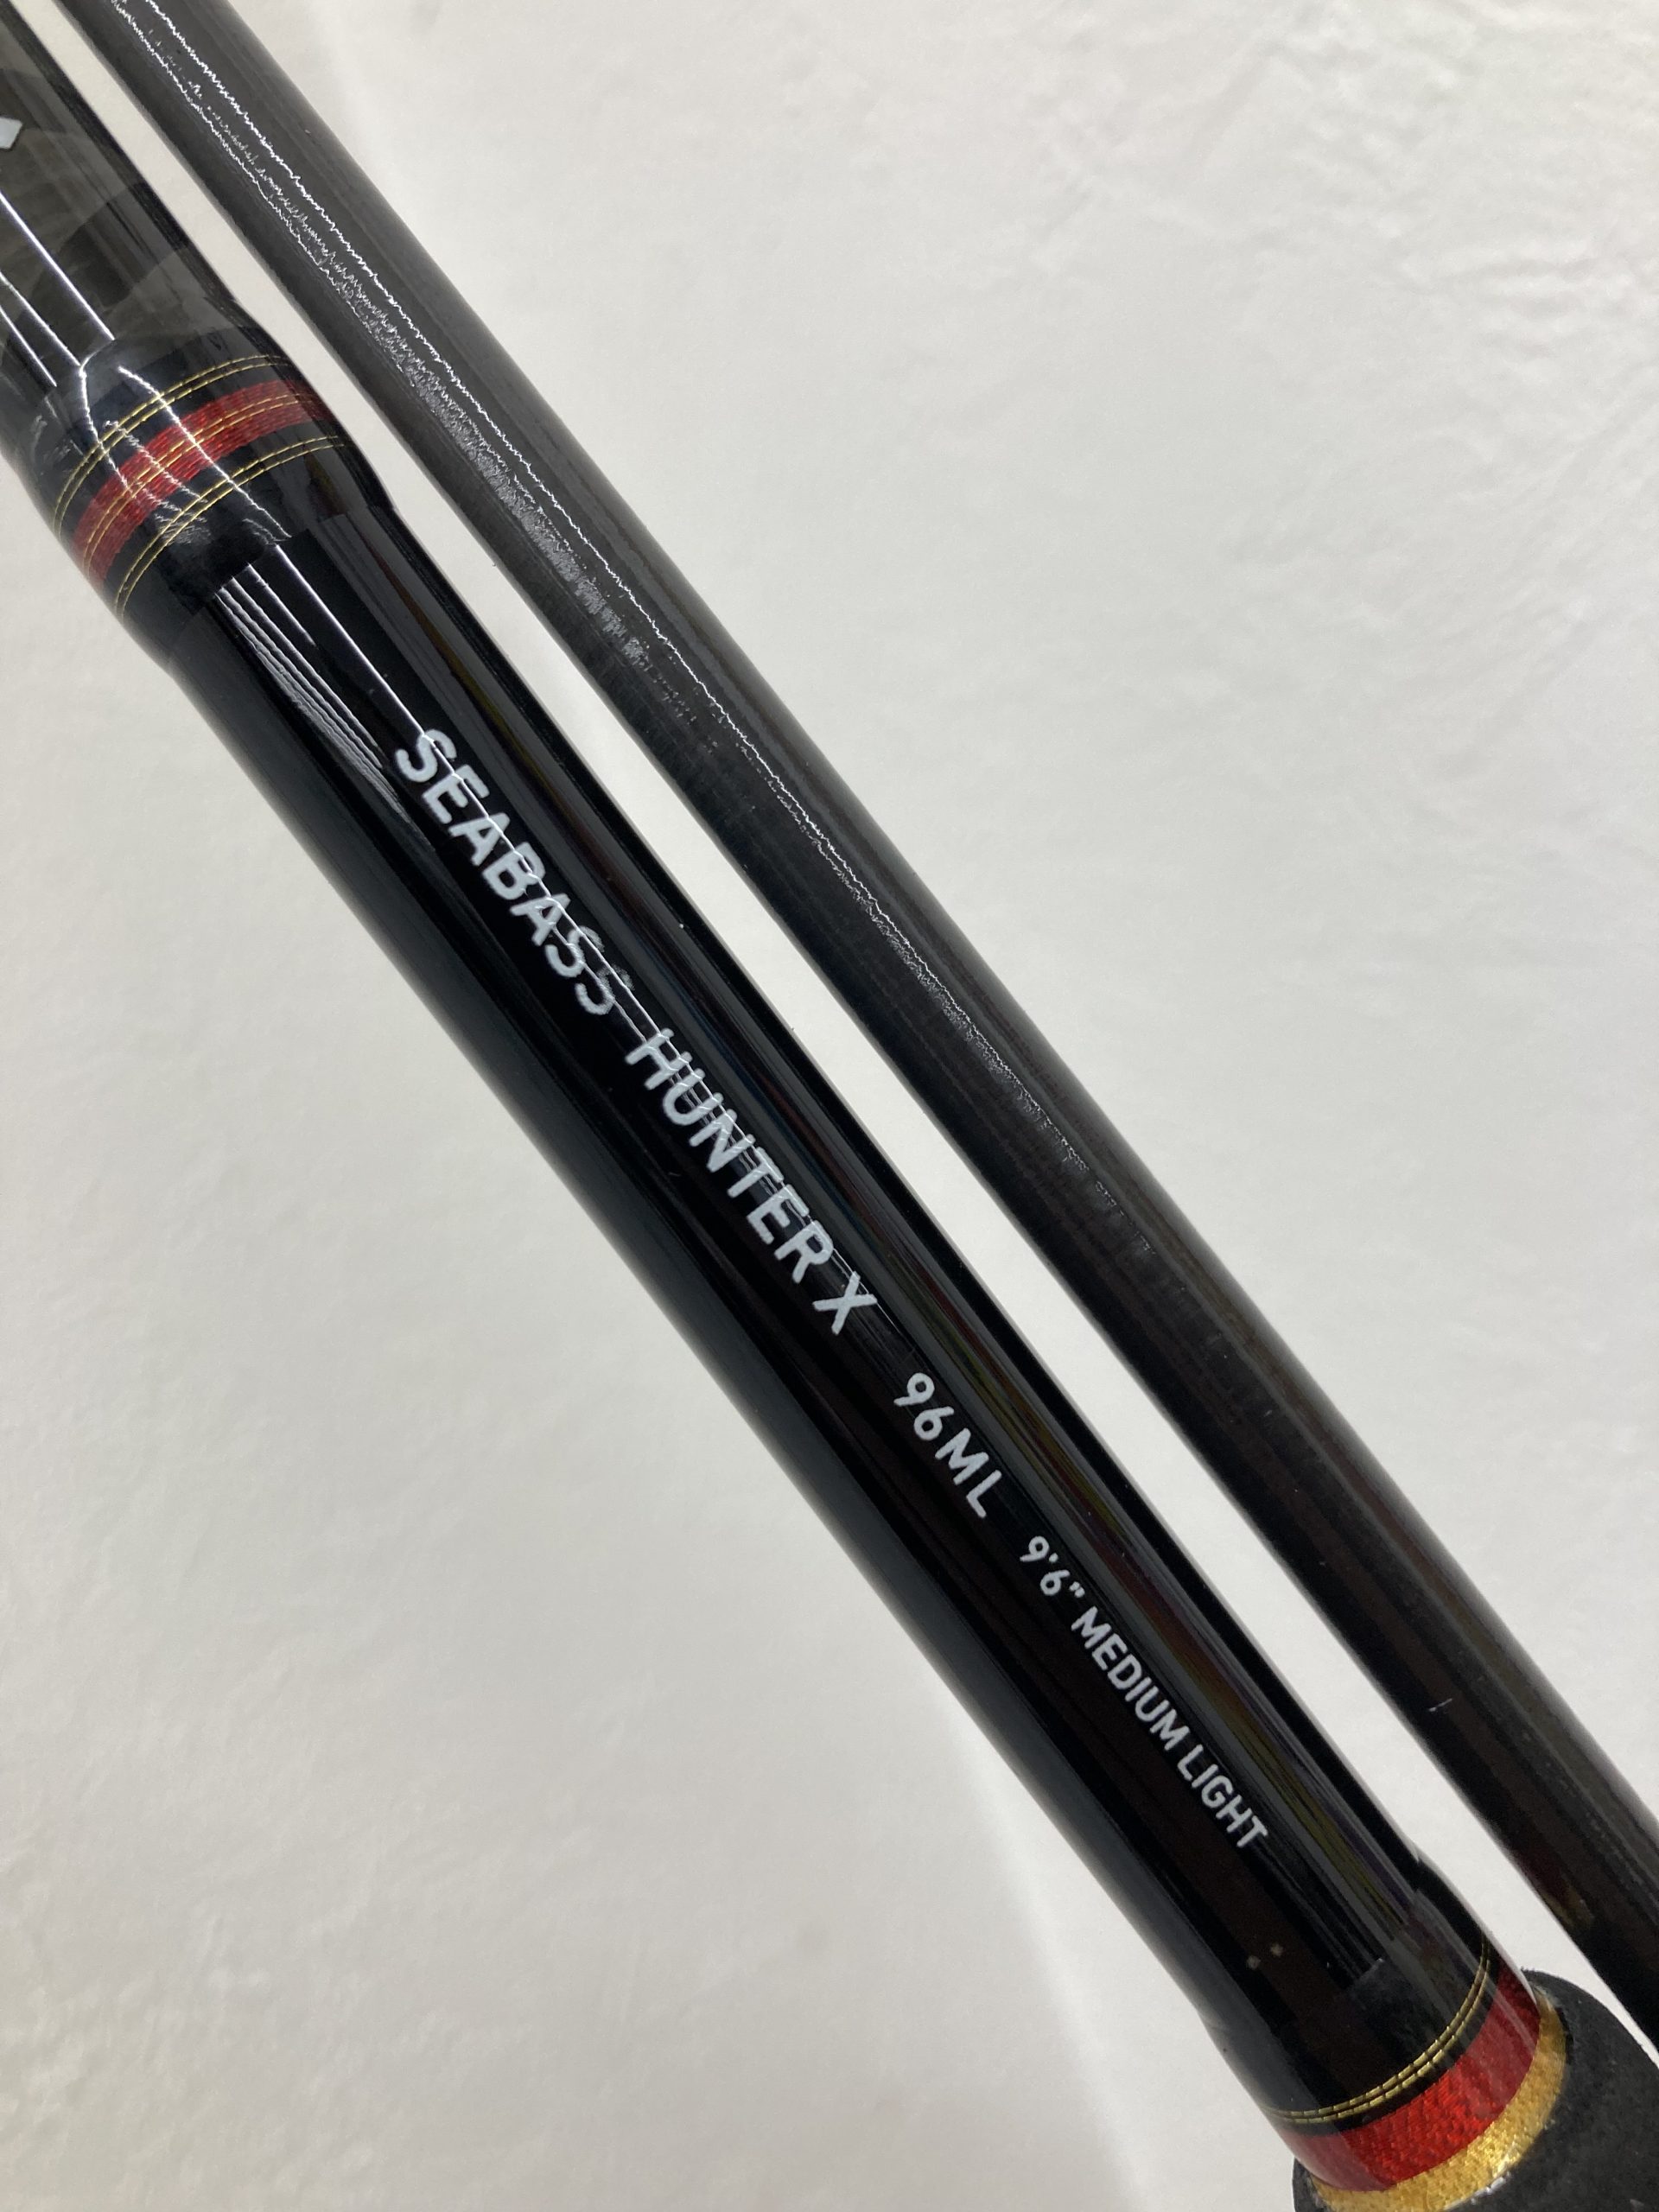 SEABASS HUNTER X 96ML 9'6" MEDIUM LIGHT